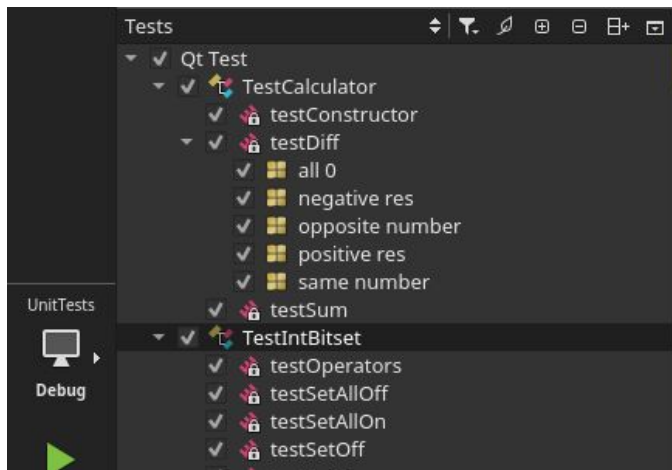 Tests
Qt Test
TestCalculator
testConstructor
testDiff
all 0
negative res
opposite number
positive res
same number
testSum
TestIntBitset
testOperators
testSetAllOff
testSetAllOn
testSetOff
UnitTests
Debug